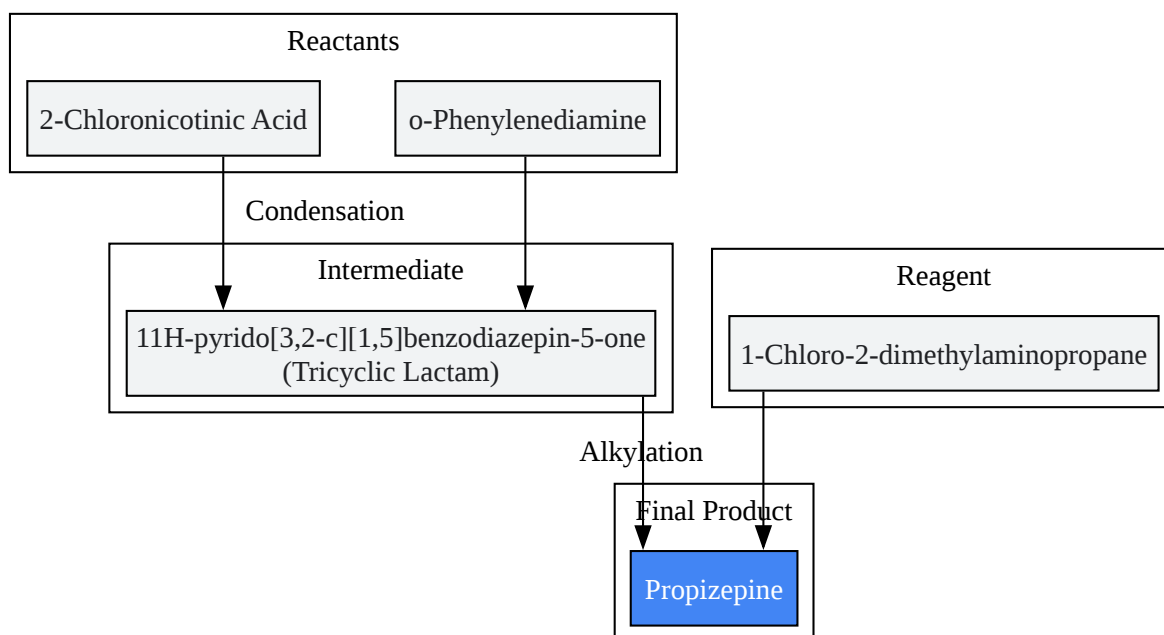 Reactants
2-Chloronicotinic Acid
o-Phenylenediamine
Condensation
Intermediate
11H-pyrido[3,2-c][1,5]benzodiazepin-5-one
(Tricyclic Lactam)
Reagent
1-Chloro-2-dimethylaminopropane
Alkylation
Final Product
Propizepine